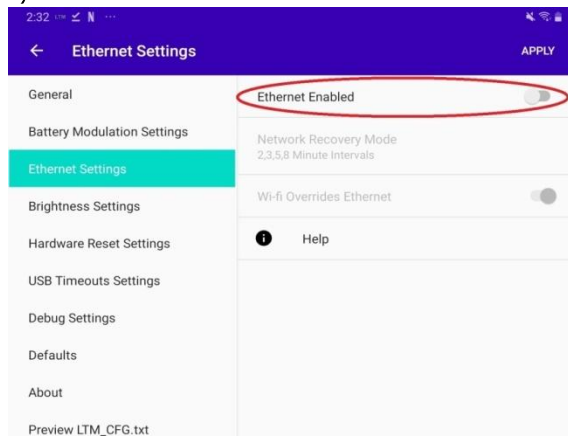 2:32 LTM N ...
Ethernet Settings
APPLY
General
Battery Modulation Settings
Ethernet Settings
Brightness Settings
Hardware Reset Settings
USB Timeouts Settings
Debug Settings
Defaults
About
Preview LTM_CFG.txt
Ethernet Enabled
Network Recovery Mode
2,3,5,8 Minute Intervals
Wi-fi Overrides Ethernet
Help